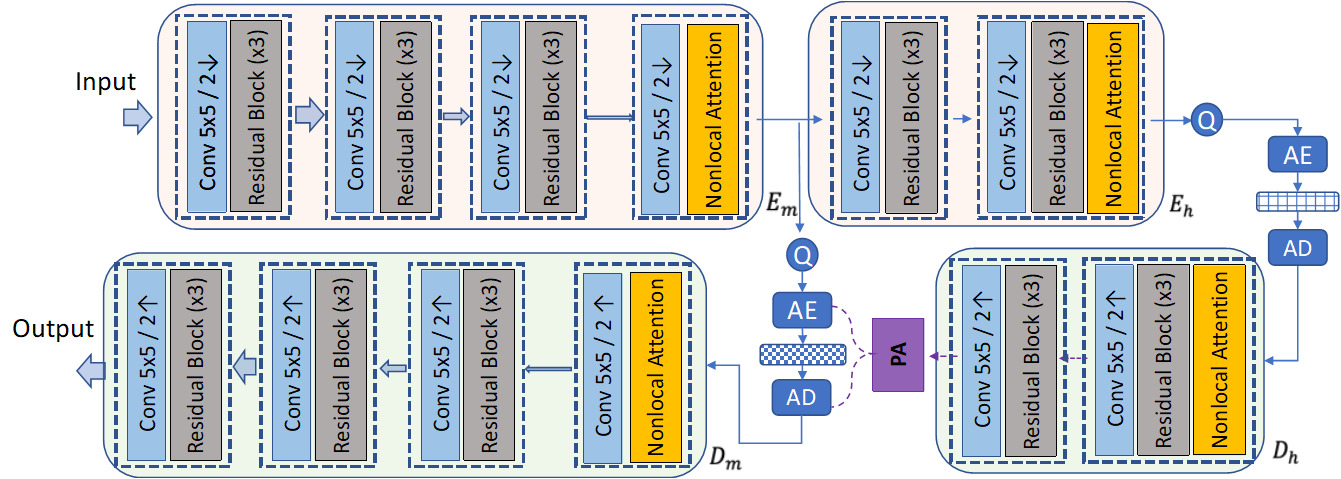 Input
Conv 5x5 / 2↓
Residual Block (x3)
Conv 5x5 / 2↓
Residual Block (x3)
Conv 5x5 / 2↓
Residual Block (x3)
Conv 5x5 / 2↓
Nonlocal Attention
E_m
Conv 5x5 / 2↓
Residual Block (x3)
Conv 5x5 / 2↓
Residual Block (x3)
Nonlocal Attention
E_h
Q
AE
AD
Output
Conv 5x5 / 2↑
Residual Block (x3)
Conv 5x5 / 2↑
Residual Block (x3)
Conv 5x5 / 2↑
Residual Block (x3)
Conv 5x5 / 2↑
Nonlocal Attention
D_m
Q
AE
AD
PA
Conv 5x5 / 2↑
Residual Block (x3)
Conv 5x5 / 2↑
Residual Block (x3)
Nonlocal Attention
D_h